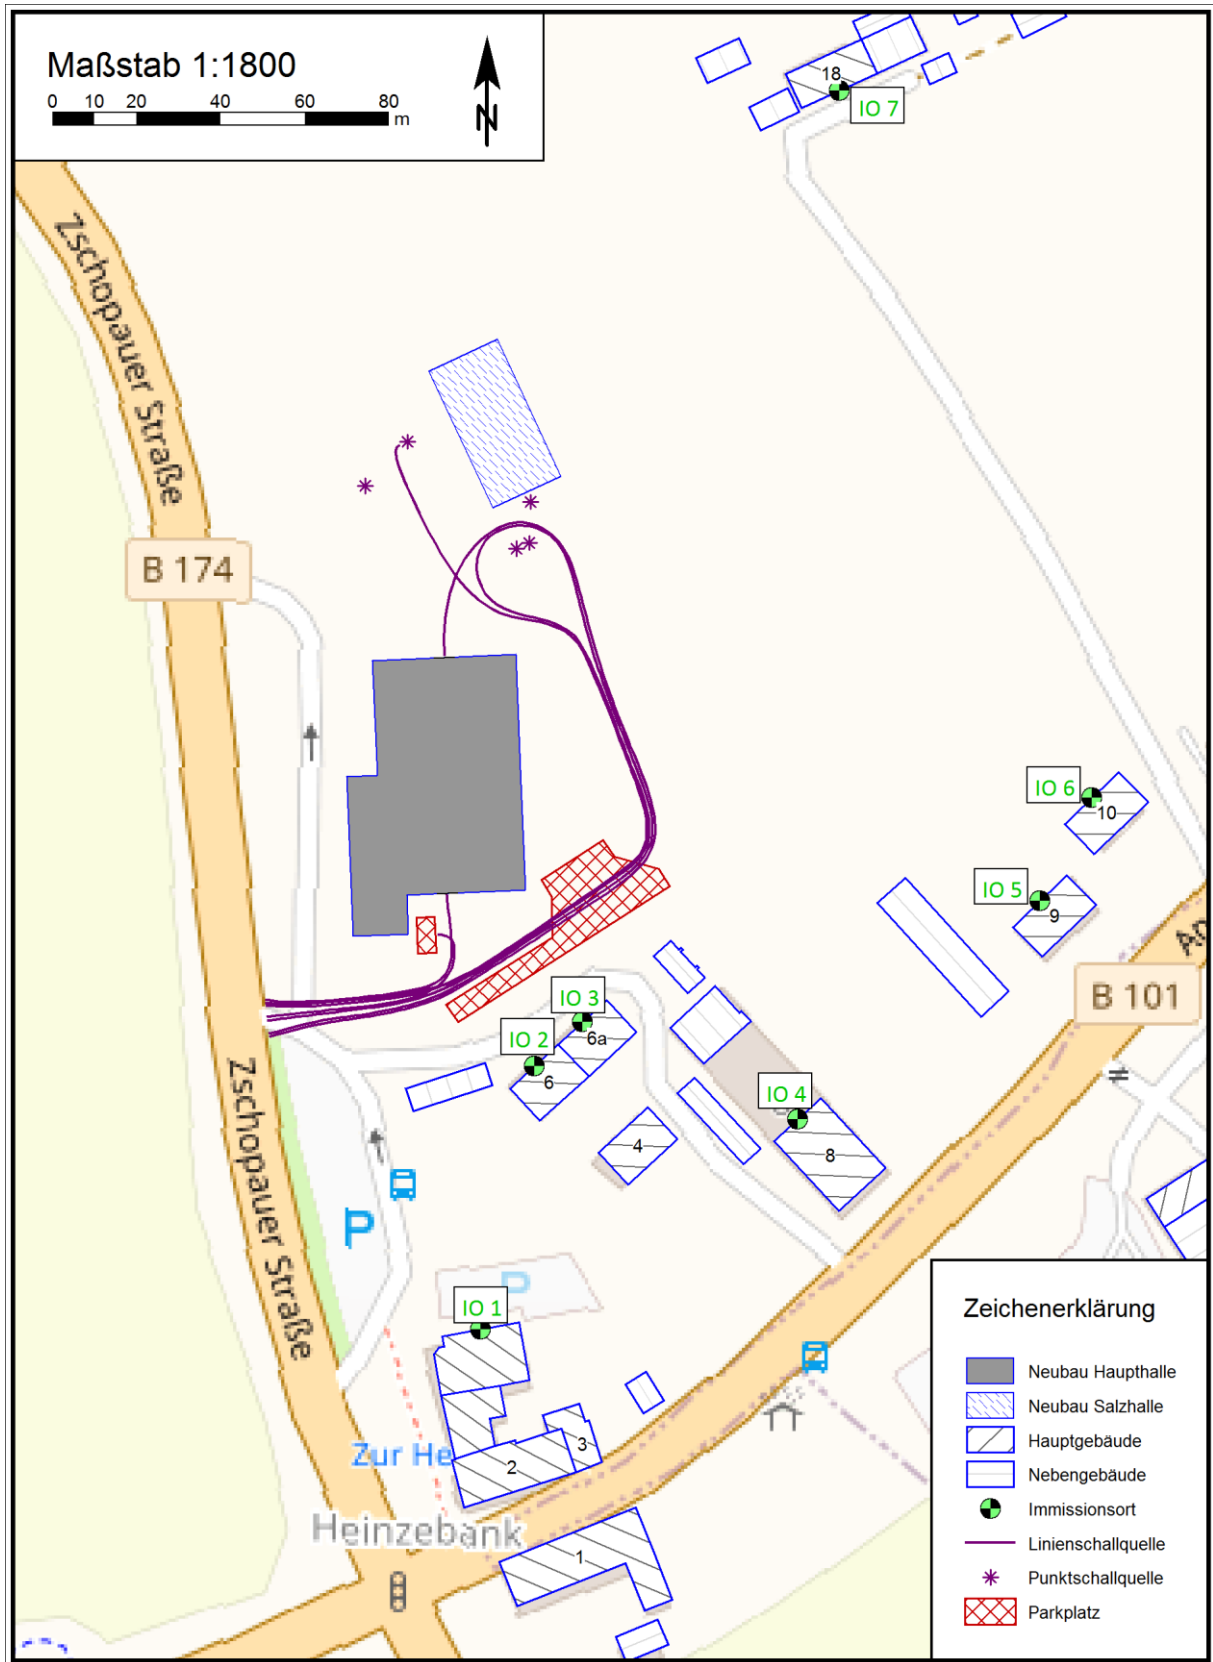 Maßstab 1:1800
0 10 20 40 60 80
m
N
18
IO 7
Zschopauer Straße
B 174
IO 6
10
IO 5
9
B 101
IO 3
6a
IO 2
6
IO 4
8
4
Zschopauer Straße
P
P
IO 1
3
2
Zur He
Heinzebank
1
Zeichenerklärung
Neubau Haupthalle
Neubau Salzhalle
Hauptgebäude
Nebengebäude
Immissionsort
Linienschallquelle
Punktschallquelle
Parkplatz